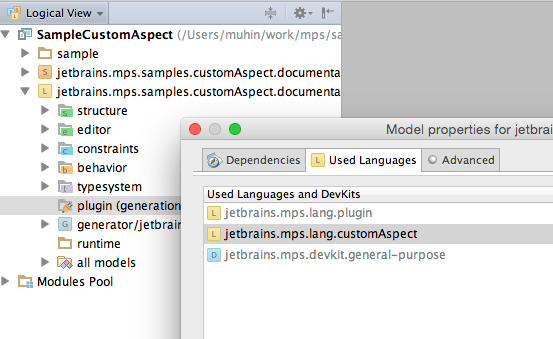 Logical View
SampleCustomAspect (/Users/muhin/work/mps/sa
sample
S jetbrains.mps.samples.customAspect.documenta
L jetbrains.mps.samples.customAspect.documenta
S structure
editor
C constraints
b behavior
t typesystem
plugin (generation
G generator/jetbrain
runtime
all models
Modules Pool
Model properties for jetbrain
Dependencies
L Used Languages
Advanced
Used Languages and DevKits
L jetbrains.mps.lang.plugin
L jetbrains.mps.lang.customAspect
D jetbrains.mps.devkit.general-purpose